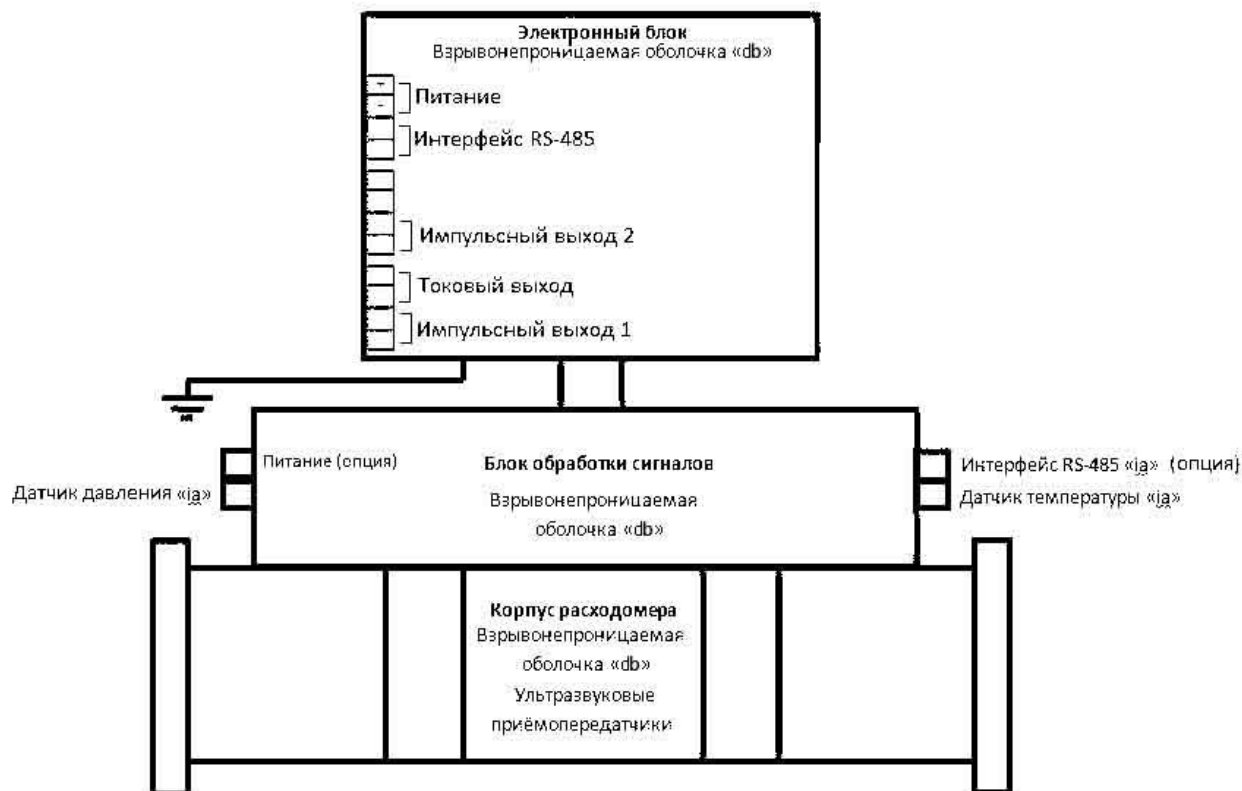 Электронный блок
Взрывонепроницаемая оболочка «db»
+
-
Питание
Интерфейс RS-485
Импульсный выход 2
Токовый выход
Импульсный выход 1
Питание (опция)
Датчик давления «ia»
Блок обработки сигналов
Взрывонепроницаемая
оболочка «db»
Интерфейс RS-485 «ia» (опция)
Датчик температуры «ia»
Корпус расходомера
Взрывонепроницаемая
оболочка «db»
Ультразвуковые
приёмопередатчики